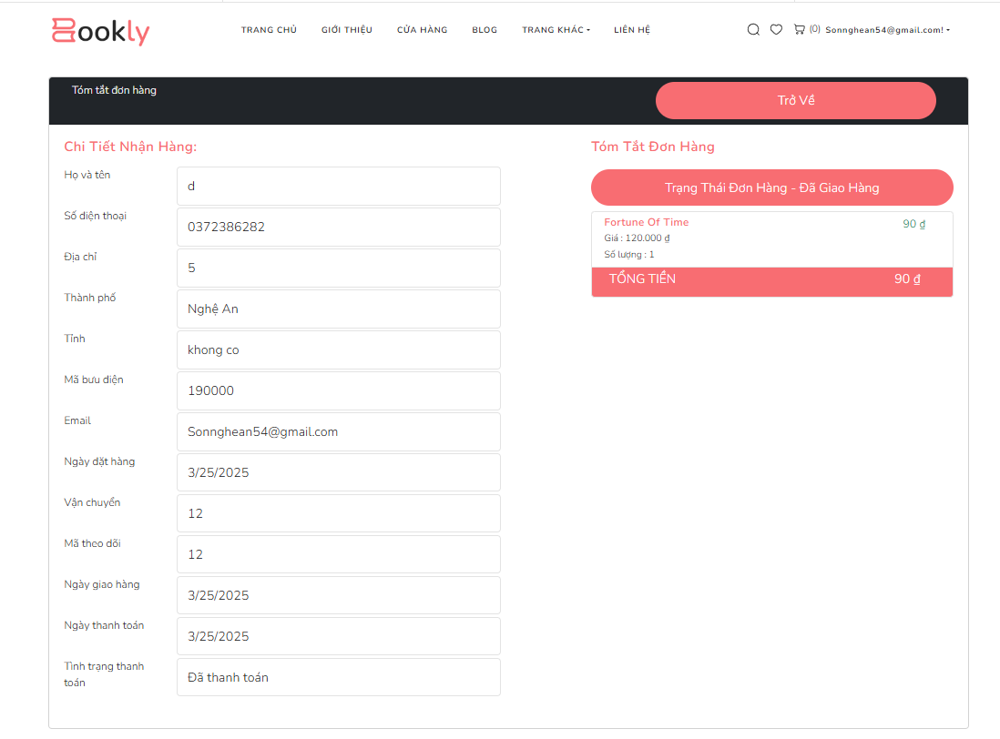 Bookly
TRANG CHỦ GIỚI THIỆU CỬA HÀNG BLOG TRANG KHÁC LIÊN HỆ (0) Sonnghean54@gmail.com!
Tóm tắt đơn hàng
Trở Về
Chi Tiết Nhận Hàng:
Họ và tên
d
Số điện thoại
0372386282
Địa chỉ
5
Thành phố
Nghệ An
Tỉnh
khong co
Mã bưu điện
190000
Email
Sonnghean54@gmail.com
Ngày đặt hàng
3/25/2025
Vận chuyển
12
Mã theo dõi
12
Ngày giao hàng
3/25/2025
Ngày thanh toán
3/25/2025
Tình trạng thanh
toán
Đã thanh toán
Tóm Tắt Đơn Hàng
Trạng Thái Đơn Hàng - Đã Giao Hàng
Fortune Of Time 90 ₫
Giá : 120.000 ₫
Số lượng : 1
TỔNG TIỀN 90 ₫